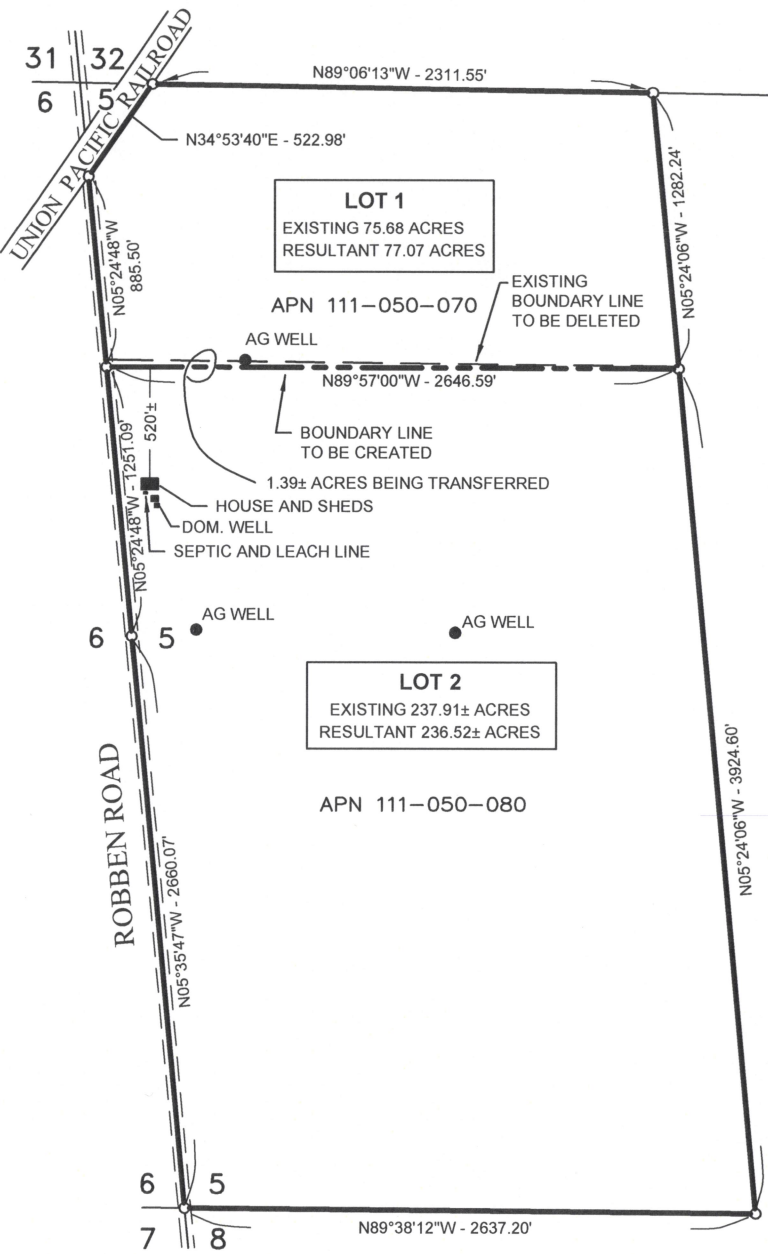 31 32
6 5
UNION PACIFIC RAILROAD
N89°06'13"W - 2311.55'
N34°53'40"E - 522.98'
LOT 1
EXISTING 75.68 ACRES
RESULTANT 77.07 ACRES
N05°24'06"W - 1282.24'
N05°24'48"W
885.50'
APN 111-050-070
EXISTING
BOUNDARY LINE
TO BE DELETED
AG WELL
N89°57'00"W - 2646.59'
BOUNDARY LINE
TO BE CREATED
520'±
N05°24'48"W - 1251.09'
1.39± ACRES BEING TRANSFERRED
HOUSE AND SHEDS
DOM. WELL
SEPTIC AND LEACH LINE
AG WELL
AG WELL
6 5
LOT 2
EXISTING 237.91± ACRES
RESULTANT 236.52± ACRES
APN 111-050-080
N05°24'06"W - 3924.60'
ROBBEN ROAD
N05°35'47"W - 2660.07'
6 5
7 8
N89°38'12"W - 2637.20'